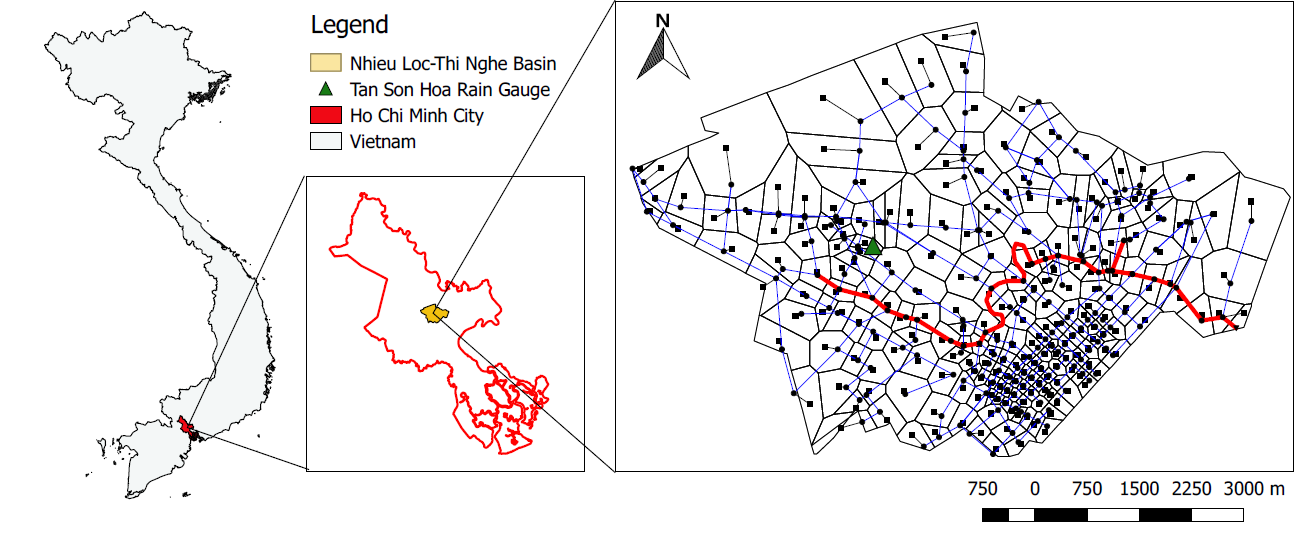 Legend
Nhieu Loc-Thi Nghe Basin
Tan Son Hoa Rain Gauge
Ho Chi Minh City
Vietnam
N
750 0 750 1500 2250 3000 m